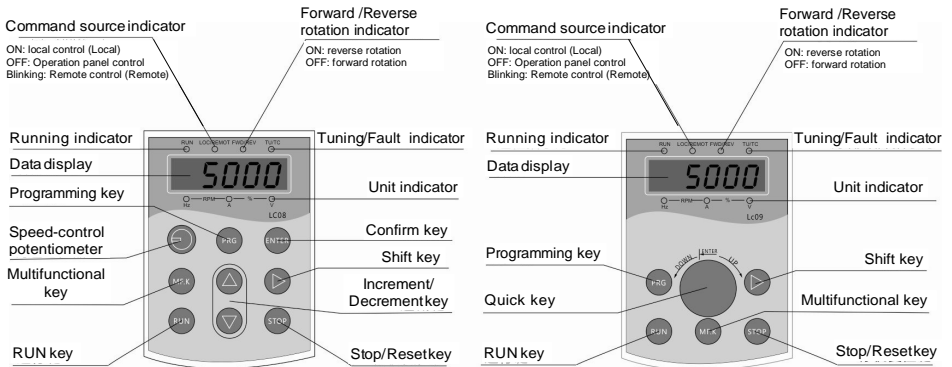 Command source indicator
ON: local control (Local)
OFF: Operation panel control
Blinking: Remote control (Remote)
Forward /Reverse
rotation indicator
ON: reverse rotation
OFF: forward rotation
Running indicator
Data display
Programming key
Speed-control
potentiometer
Multifunctional
key
RUN key
RUN LOC/REMOT FWD/REV TU/TC
5000
Hz RPM A % V
LC08
PRG ENTER
MF.K
RUN STOP
Tuning/Fault indicator
Unit indicator
Confirm key
Shift key
Increment/
Decrement key
Stop/Reset key
Command source indicator
ON: local control (Local)
OFF: Operation panel control
Blinking: Remote control (Remote)
Forward /Reverse
rotation indicator
ON: reverse rotation
OFF: forward rotation
Running indicator
Data display
Programming key
Quick key
RUN key
RUN LOC/REMOT FWD/REV TU/TC
5000
Hz RPM A % V
Lc09
DOWN ENTER UP
PRG
RUN MF.K STOP
Tuning/Fault indicator
Unit indicator
Shift key
Multifunctional key
Stop/Reset key